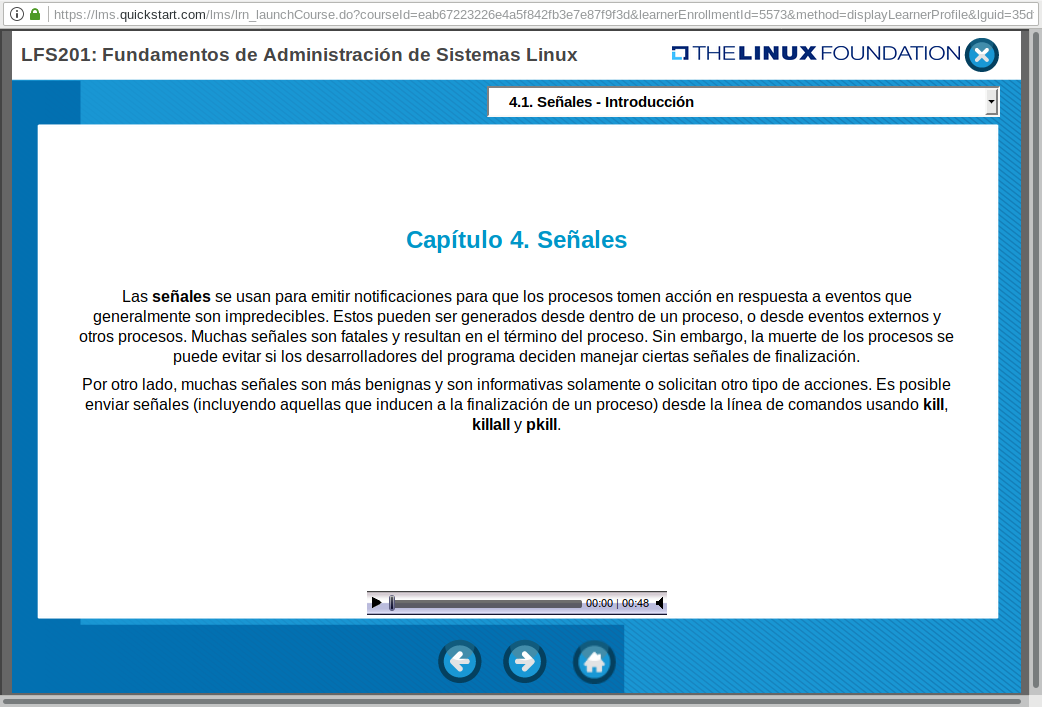 https://lms.quickstart.com/lms/lrn_launchCourse.do?courseId=eab67223226e4a5f842fb3e7e87f9f3d&learnerEnrollmentId=5573&method=displayLearnerProfile&lguid=35d
LFS201: Fundamentos de Administración de Sistemas Linux
THE LINUX FOUNDATION
4.1. Señales - Introducción
Capítulo 4. Señales
Las señales se usan para emitir notificaciones para que los procesos tomen acción en respuesta a eventos que
generalmente son impredecibles. Estos pueden ser generados desde dentro de un proceso, o desde eventos externos y
otros procesos. Muchas señales son fatales y resultan en el término del proceso. Sin embargo, la muerte de los procesos se
puede evitar si los desarrolladores del programa deciden manejar ciertas señales de finalización.
Por otro lado, muchas señales son más benignas y son informativas solamente o solicitan otro tipo de acciones. Es posible
enviar señales (incluyendo aquellas que inducen a la finalización de un proceso) desde la línea de comandos usando kill,
killall y pkill.
00:00 | 00:48